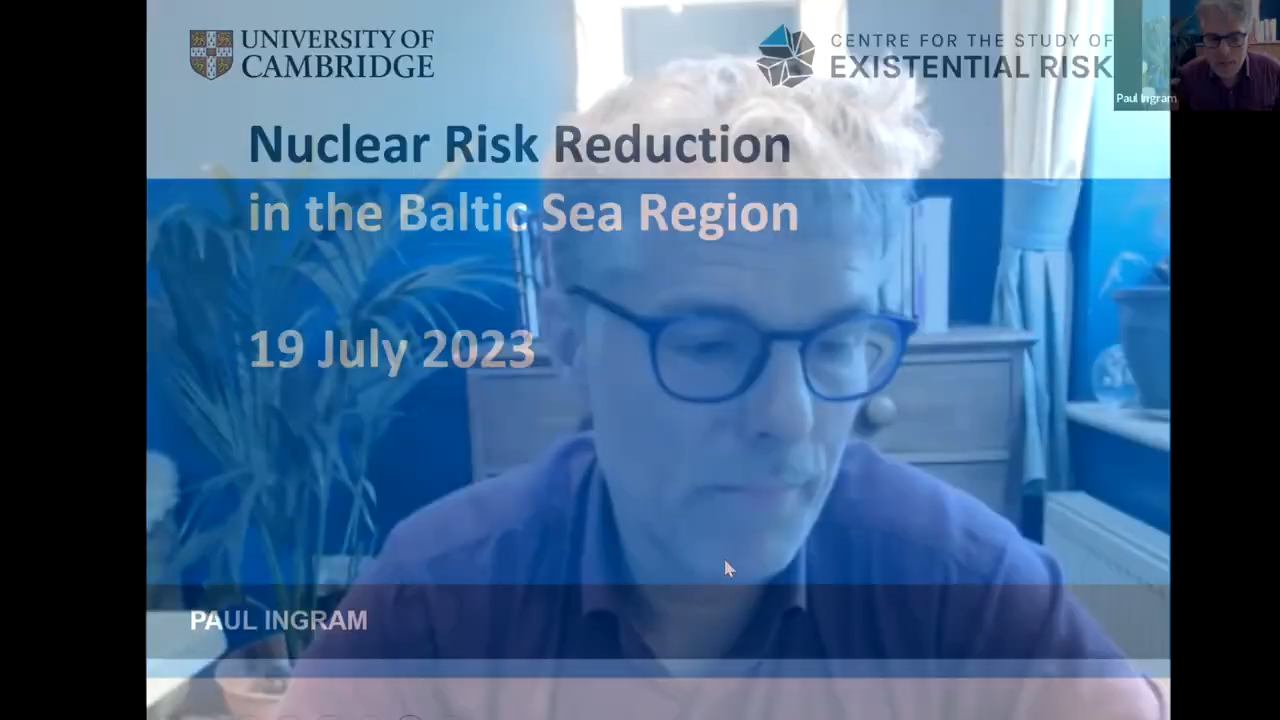 UNIVERSITY OF
CAMBRIDGE
CENTRE FOR THE STUDY OF
EXISTENTIAL RISK
Paul Ingram
Nuclear Risk Reduction
in the Baltic Sea Region
19 July 2023
PAUL INGRAM